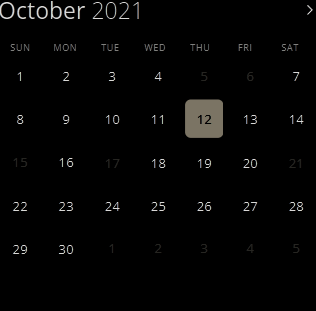 October 2021
SUN MON TUE WED THU FRI SAT
1 2 3 4 5 6 7
8 9 10 11 12 13 14
15 16 17 18 19 20 21
22 23 24 25 26 27 28
29 30 1 2 3 4 5